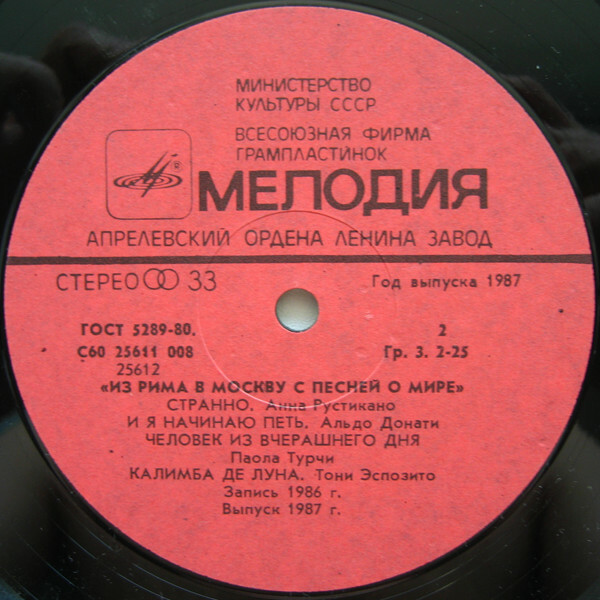 МИНИСТЕРСТВО
КУЛЬТУРЫ СССР
ВСЕСОЮЗНАЯ ФИРМА
ГРАМПЛАСТИНОК
МЕЛОДИЯ
АПРЕЛЕВСКИЙ ОРДЕНА ЛЕНИНА ЗАВОД
СТЕРЕО 33 Год выпуска 1987
ГОСТ 5289-80. 2
С60 25611 008 Гр. 3. 2-25
25612
«ИЗ РИМА В МОСКВУ С ПЕСНЕЙ О МИРЕ»
СТРАННО. Анна Рустикано
И Я НАЧИНАЮ ПЕТЬ. Альдо Донати
ЧЕЛОВЕК ИЗ ВЧЕРАШНЕГО ДНЯ
Паола Турчи
КАЛИМБА ДЕ ЛУНА. Тони Эспозито
Запись 1986 г.
Выпуск 1987 г.